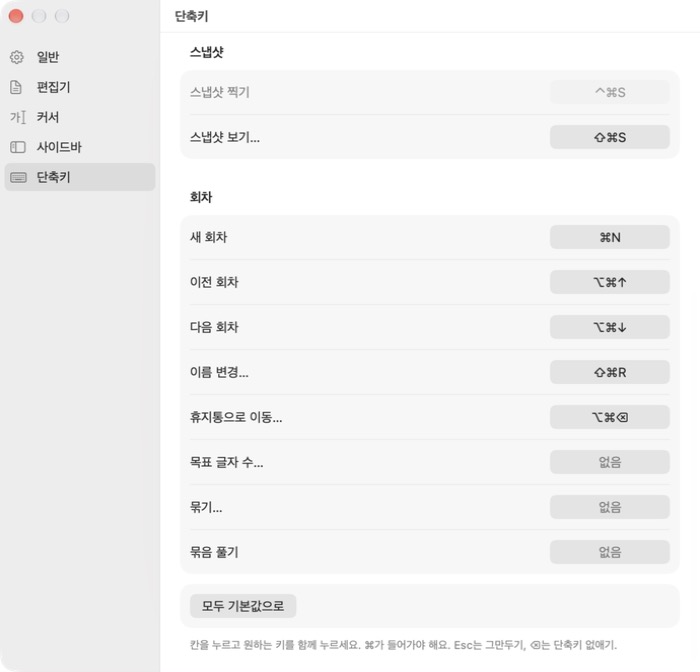 단축키
일반
편집기
가 커서
사이드바
단축키
스냅샷
스냅샷 찍기 ^⌘S
스냅샷 보기... ⇧⌘S
회차
새 회차 ⌘N
이전 회차 ⌥⌘↑
다음 회차 ⌥⌘↓
이름 변경... ⇧⌘R
휴지통으로 이동... ⌥⌘⌫
목표 글자 수... 없음
묶기... 없음
묶음 풀기 없음
모두 기본값으로
칸을 누르고 원하는 키를 함께 누르세요. ⌘가 들어가야 해요. Esc는 그만두기, ⌫는 단축키 없애기.